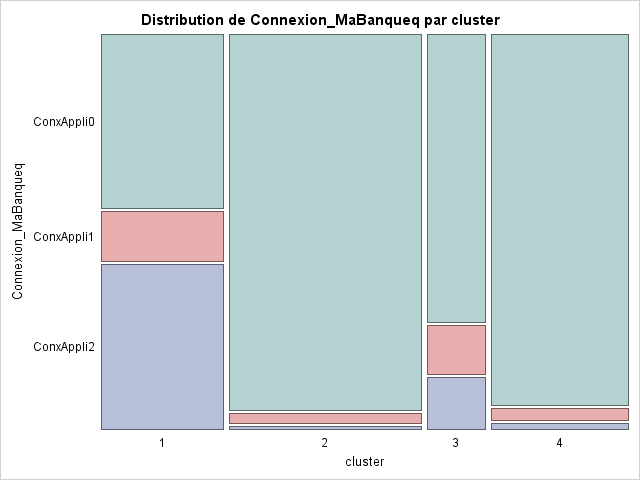 Distribution de Connexion_MaBanqueq par cluster
Connexion_MaBanqueq
ConxAppli0
ConxAppli1
ConxAppli2
1 2 3 4
cluster